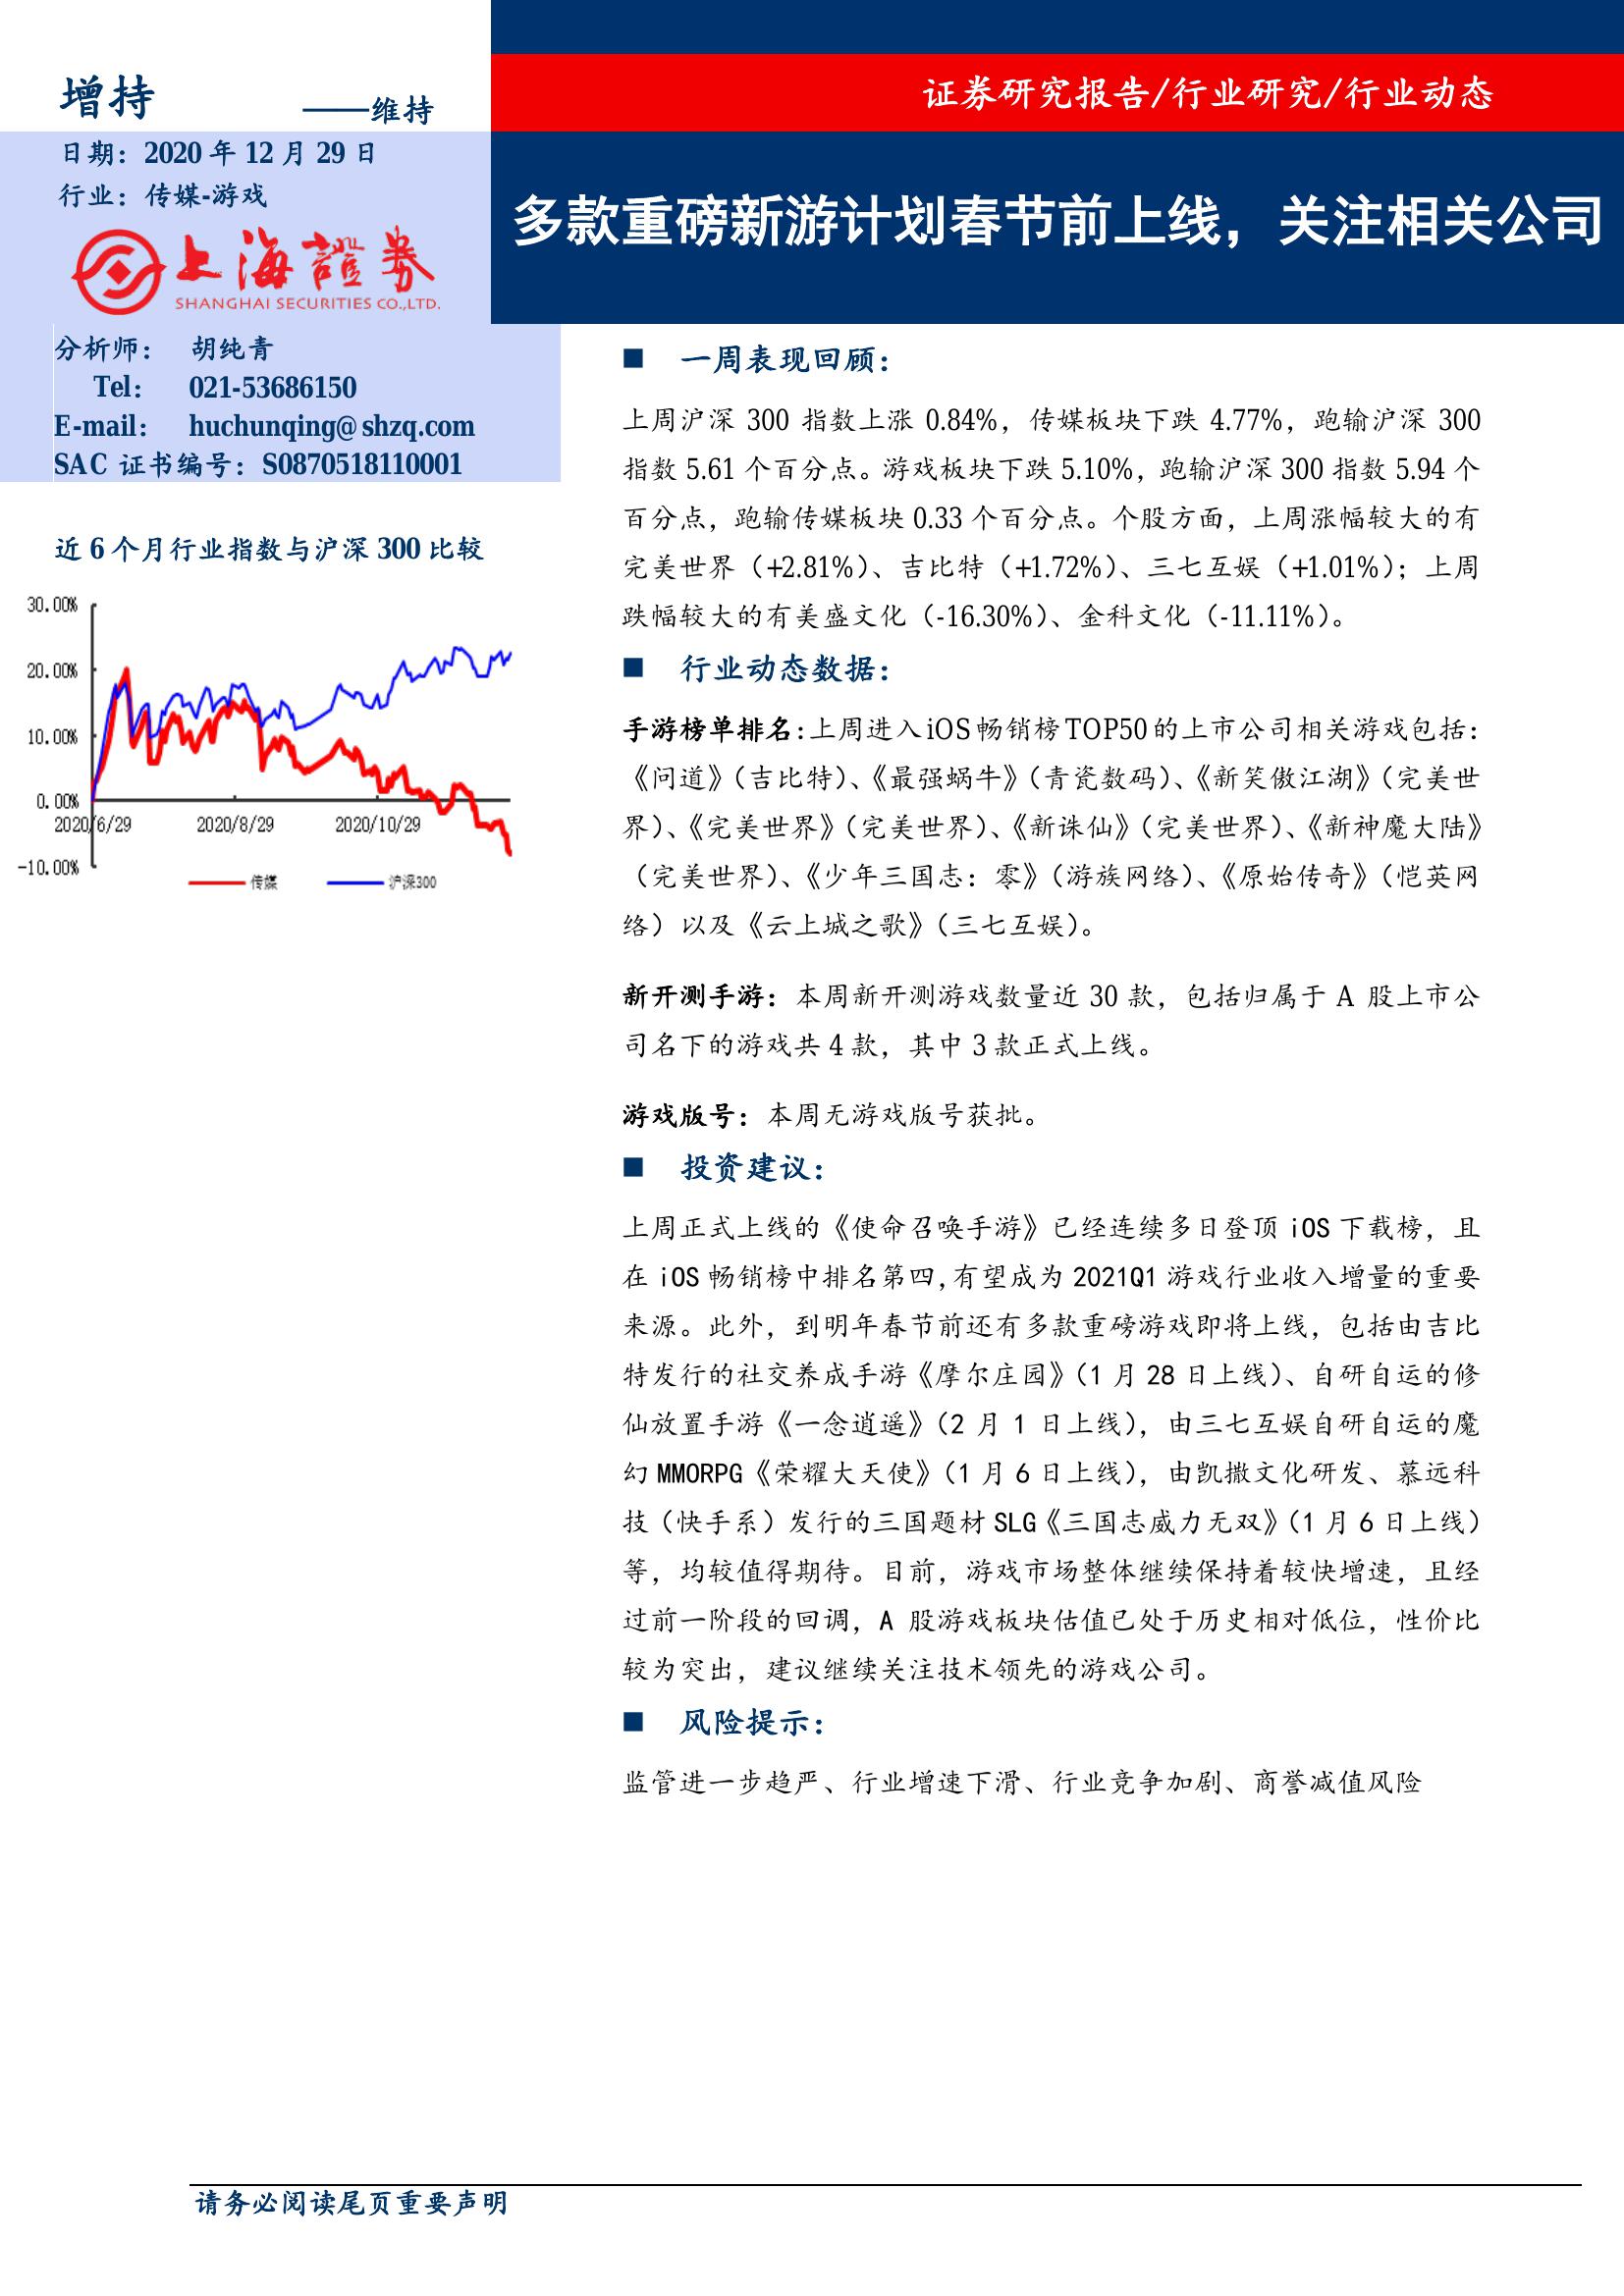 增持 ——维持
日期：2020 年 12 月 29 日
行业：传媒-游戏
上海證券
SHANGHAI SECURITIES CO.,LTD.
证券研究报告/行业研究/行业动态
多款重磅新游计划春节前上线，关注相关公司
分析师： 胡纯青
Tel： 021-53686150
E-mail： huchunqing@shzq.com
SAC 证书编号：S0870518110001
近 6 个月行业指数与沪深 300 比较
30.00%
20.00%
10.00%
0.00%
2020/6/29 2020/8/29 2020/10/29
-10.00%
传媒 沪深300
■ 一周表现回顾：
上周沪深 300 指数上涨 0.84%，传媒板块下跌 4.77%，跑输沪深 300
指数 5.61 个百分点。游戏板块下跌 5.10%，跑输沪深 300 指数 5.94 个
百分点，跑输传媒板块 0.33 个百分点。个股方面，上周涨幅较大的有
完美世界（+2.81%）、吉比特（+1.72%）、三七互娱（+1.01%）；上周
跌幅较大的有美盛文化（-16.30%）、金科文化（-11.11%）。
■ 行业动态数据：
手游榜单排名：上周进入 iOS 畅销榜 TOP50 的上市公司相关游戏包括：
《问道》（吉比特）、《最强蜗牛》（青瓷数码）、《新笑傲江湖》（完美世
界）、《完美世界》（完美世界）、《新诛仙》（完美世界）、《新神魔大陆》
（完美世界）、《少年三国志：零》（游族网络）、《原始传奇》（恺英网
络）以及《云上城之歌》（三七互娱）。
新开测手游：本周新开测游戏数量近 30 款，包括归属于 A 股上市公
司名下的游戏共 4 款，其中 3 款正式上线。
游戏版号：本周无游戏版号获批。
■ 投资建议：
上周正式上线的《使命召唤手游》已经连续多日登顶 iOS 下载榜，且
在 iOS 畅销榜中排名第四，有望成为 2021Q1 游戏行业收入增量的重要
来源。此外，到明年春节前还有多款重磅游戏即将上线，包括由吉比
特发行的社交养成手游《摩尔庄园》（1 月 28 日上线）、自研自运的修
仙放置手游《一念逍遥》（2 月 1 日上线），由三七互娱自研自运的魔
幻 MMORPG《荣耀大天使》（1 月 6 日上线），由凯撒文化研发、慕远科
技（快手系）发行的三国题材 SLG《三国志威力无双》（1 月 6 日上线）
等，均较值得期待。目前，游戏市场整体继续保持着较快增速，且经
过前一阶段的回调，A 股游戏板块估值已处于历史相对低位，性价比
较为突出，建议继续关注技术领先的游戏公司。
■ 风险提示：
监管进一步趋严、行业增速下滑、行业竞争加剧、商誉减值风险
请务必阅读尾页重要声明